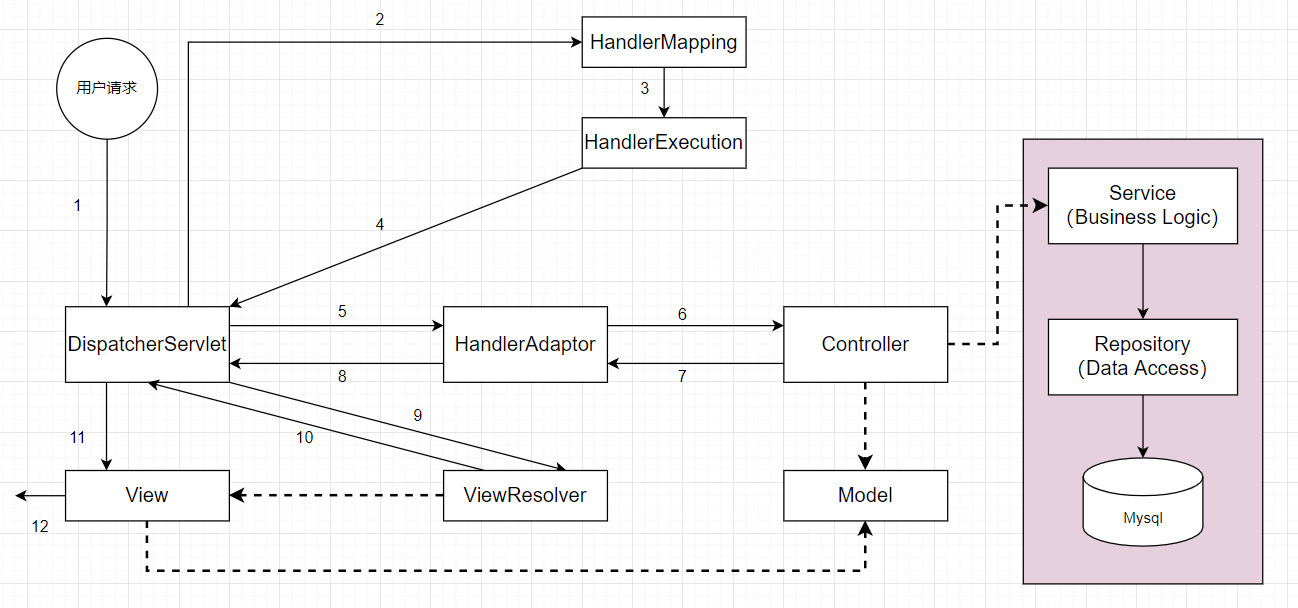 2
HandlerMapping
用户请求
3
HandlerExecution
1
4
Service
(Business Logic)
5
6
DispatcherServlet
HandlerAdaptor
Controller
Repository
(Data Access)
8
7
9
11
10
View
ViewResolver
Model
12
Mysql